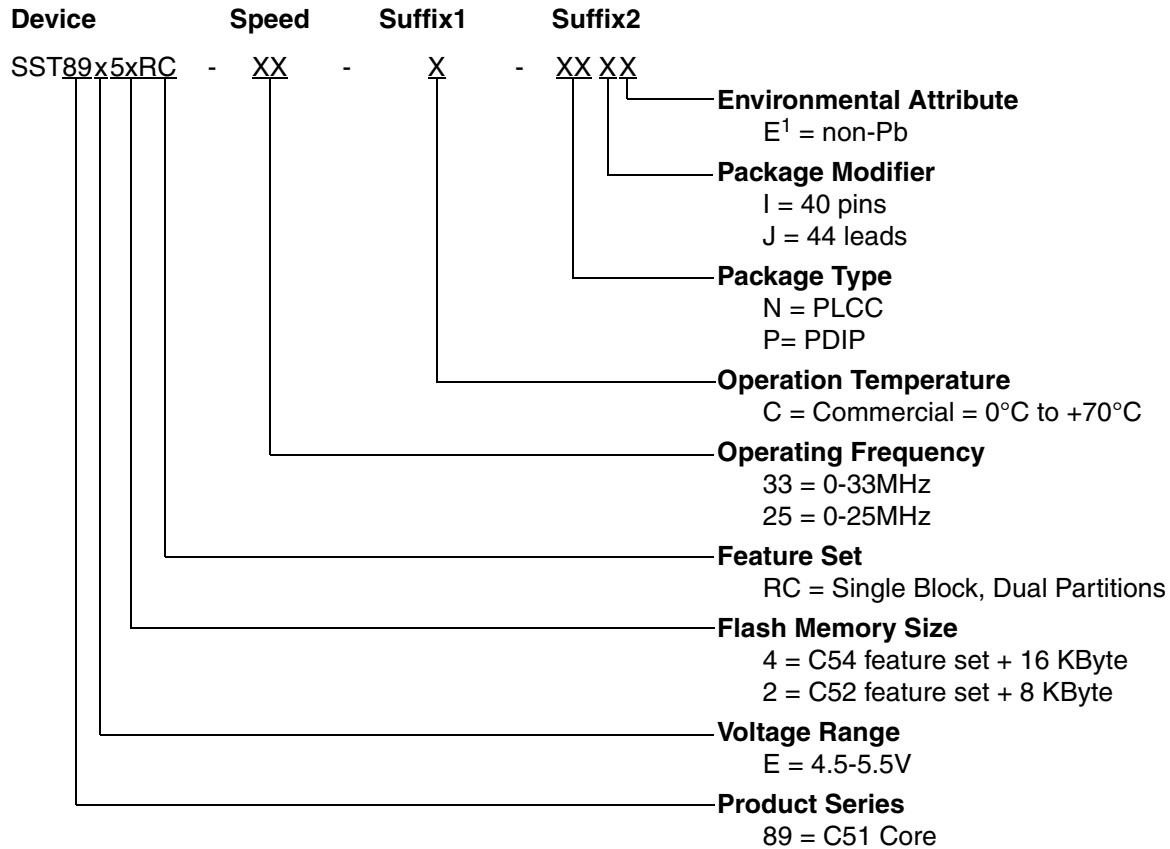 Device Speed Suffix1 Suffix2
SST89x5xRC - XX - X - XX X X
Environmental Attribute
E1 = non-Pb
Package Modifier
I = 40 pins
J = 44 leads
Package Type
N = PLCC
P= PDIP
Operation Temperature
C = Commercial = 0°C to +70°C
Operating Frequency
33 = 0-33MHz
25 = 0-25MHz
Feature Set
RC = Single Block, Dual Partitions
Flash Memory Size
4 = C54 feature set + 16 KByte
2 = C52 feature set + 8 KByte
Voltage Range
E = 4.5-5.5V
Product Series
89 = C51 Core